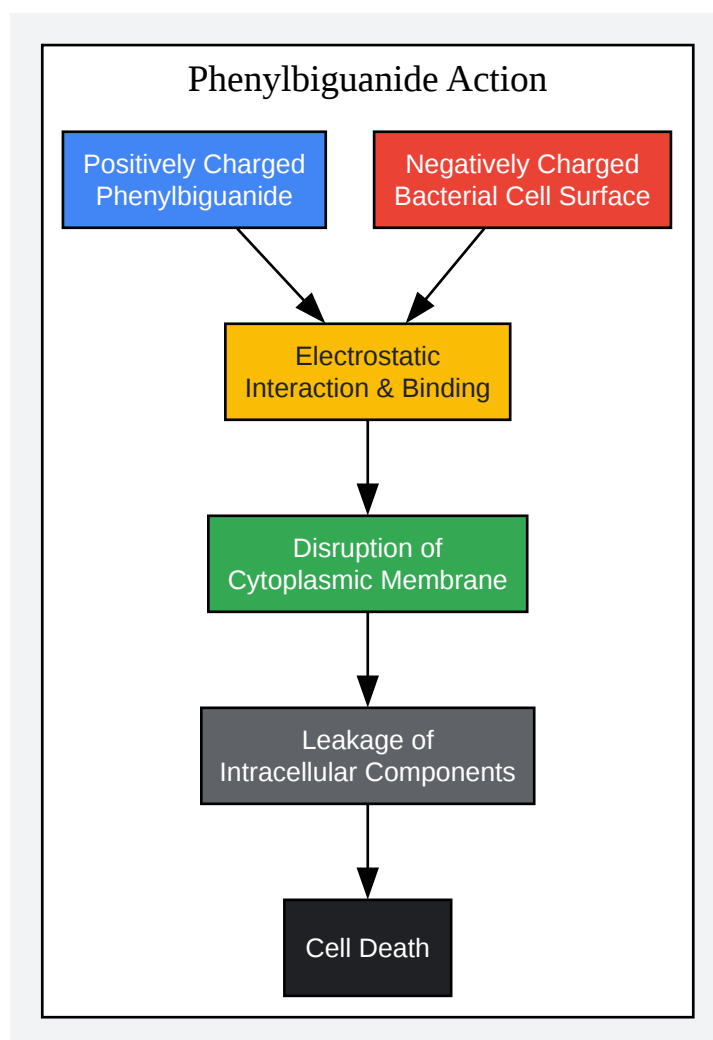 Phenylbiguanide Action
Positively Charged
Phenylbiguanide
Negatively Charged
Bacterial Cell Surface
Electrostatic
Interaction & Binding
Disruption of
Cytoplasmic Membrane
Leakage of
Intracellular Components
Cell Death